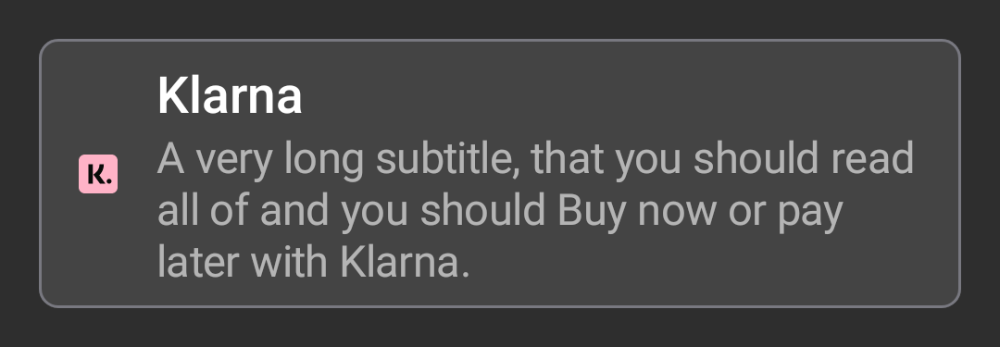 Klarna
K.
A very long subtitle, that you should read
all of and you should Buy now or pay
later with Klarna.